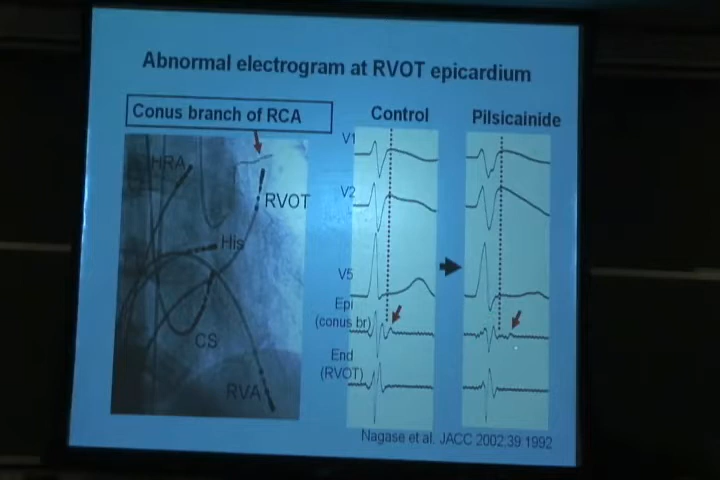 Abnormal electrogram at RVOT epicardium
Conus branch of RCA
HRA
RVOT
His
CS
RVA
Control
Pilsicainide
V1
V2
V5
Epi
(conus br)
End
(RVOT)
Nagase et al. JACC 2002:39:1992